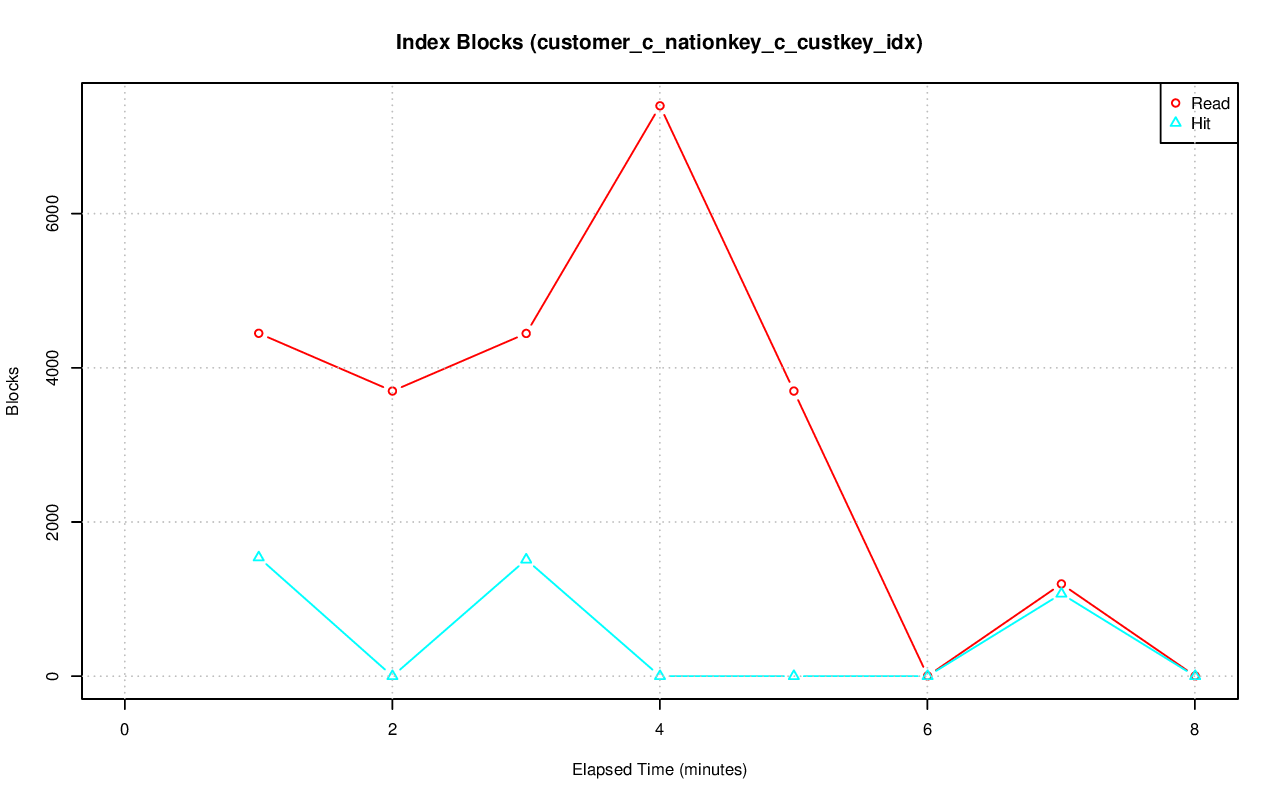 Index Blocks (customer_c_nationkey_c_custkey_idx)
Read
Hit
6000
4000
2000
0
Blocks
0 2 4 6 8
Elapsed Time (minutes)